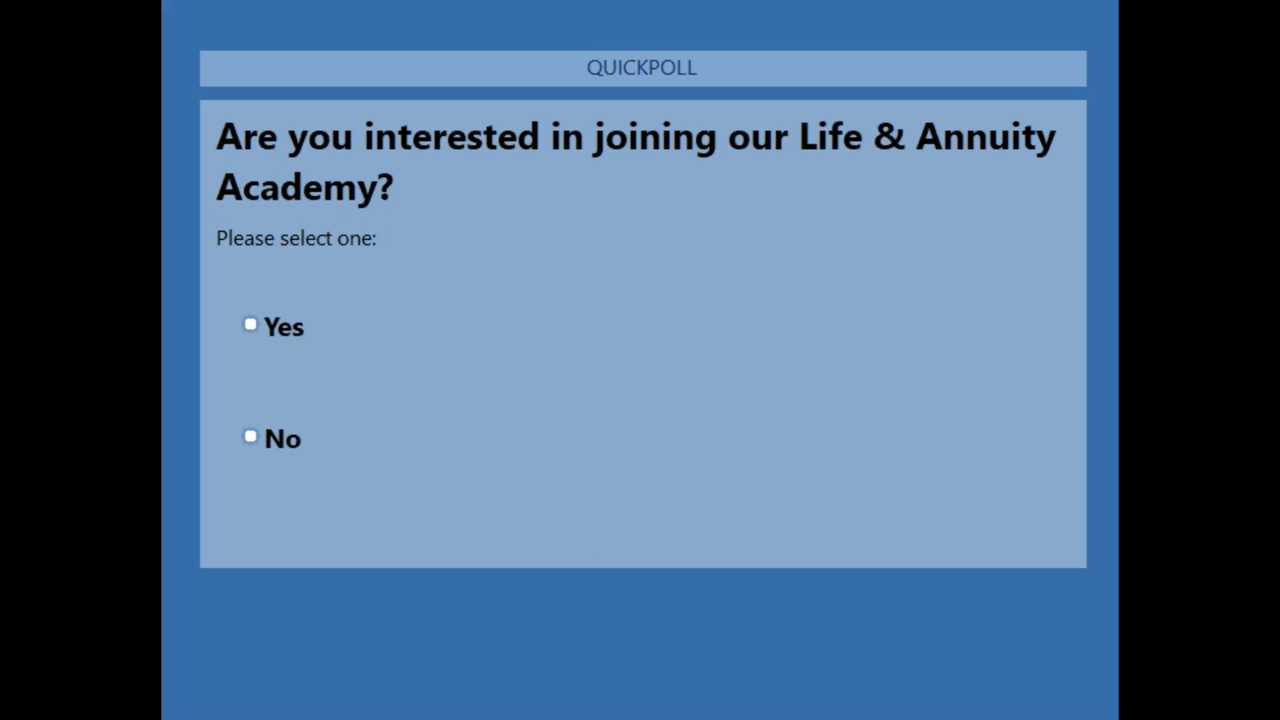 QUICKPOLL
Are you interested in joining our Life & Annuity
Academy?
Please select one:
Yes
No